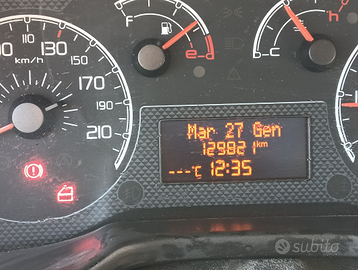 110
130
150
170
190
210
km/h
F
e
d
b
c
h
Mar 27 Gen
129821 km
---°C 12:35
subito